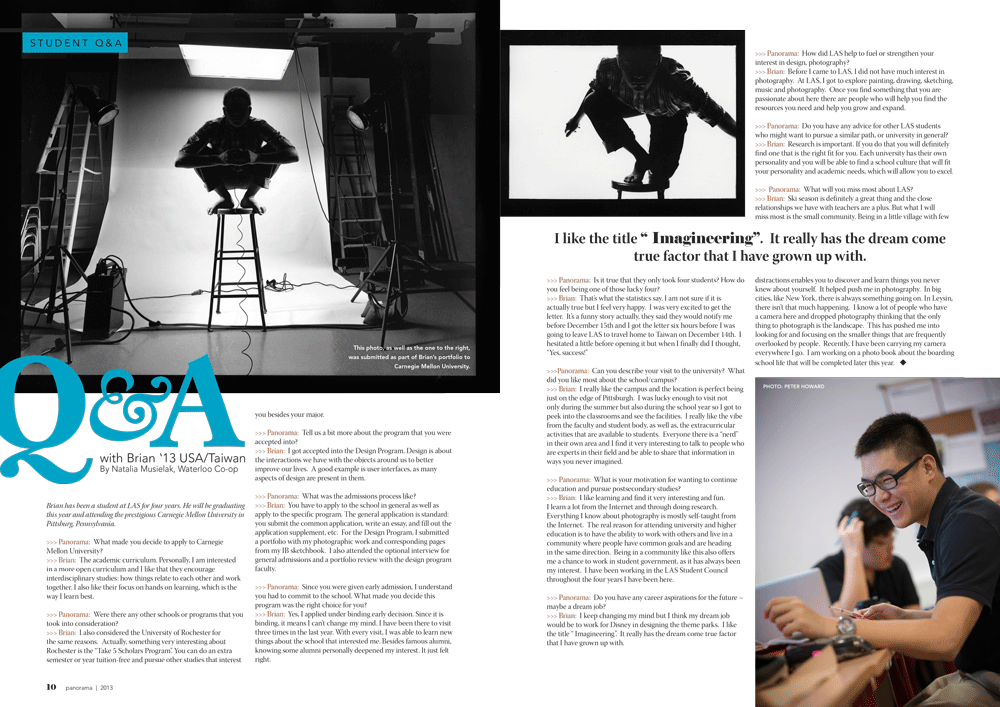 STUDENT Q&A
This photo, as well as the one to the right,
was submitted as part of Brian's portfolio to
Carnegie Mellon University.
Q&A
with Brian '13 USA/Taiwan
By Natalia Musielak, Waterloo Co-op
Brian has been a student at LAS for four years. He will be graduating
this year and attending the prestigious Carnegie Mellon University in
Pittsburg, Pennsylvania.
>>> Panorama: What made you decide to apply to Carnegie
Mellon University?
>>> Brian: The academic curriculum. Personally, I am interested
in a more open curriculum and I like that they encourage
interdisciplinary studies: how things relate to each other and work
together. I also like their focus on hands on learning, which is the
way I learn best.
>>> Panorama: Were there any other schools or programs that you
took into consideration?
>>> Brian: I also considered the University of Rochester for
the same reasons. Actually, something very interesting about
Rochester is the "Take 5 Scholars Program". You can do an extra
semester or year tuition-free and pursue other studies that interest
you besides your major.
>>> Panorama: Tell us a bit more about the program that you were
accepted into?
>>> Brian: I got accepted into the Design Program. Design is about
the interactions we have with the objects around us to better
improve our lives. A good example is user interfaces, as many
aspects of design are present in them.
>>> Panorama: What was the admissions process like?
>>> Brian: You have to apply to the school in general as well as
apply to the specific program. The general application is standard:
you submit the common application, write an essay, and fill out the
application supplement, etc. For the Design Program, I submitted
a portfolio with my photographic work and corresponding pages
from my IB sketchbook. I also attended the optional interview for
general admissions and a portfolio review with the design program
faculty.
>>> Panorama: Since you were given early admission, I understand
you had to commit to the school. What made you decide this
program was the right choice for you?
>>> Brian: Yes, I applied under binding early decision. Since it is
binding, it means I can't change my mind. I have been there to visit
three times in the last year. With every visit, I was able to learn new
things about the school that interested me. Besides famous alumni,
knowing some alumni personally deepened my interest. It just felt
right.
10 panorama | 2013
I like the title " Imagineering". It really has the dream come
true factor that I have grown up with.
>>> Panorama: Is it true that they only took four students? How do
you feel being one of those lucky four?
>>> Brian: That's what the statistics say. I am not sure if it is
actually true but I feel very happy. I was very excited to get the
letter. It's a funny story actually, they said they would notify me
before December 15th and I got the letter six hours before I was
going to leave LAS to travel home to Taiwan on December 14th. I
hesitated a little before opening it but when I finally did I thought,
"Yes, success!"
>>>Panorama: Can you describe your visit to the university? What
did you like most about the school/campus?
>>> Brian: I really like the campus and the location is perfect being
just on the edge of Pittsburgh. I was lucky enough to visit not
only during the summer but also during the school year so I got to
peek into the classrooms and see the facilities. I really like the vibe
from the faculty and student body, as well as, the extracurricular
activities that are available to students. Everyone there is a "nerd"
in their own area and I find it very interesting to talk to people who
are experts in their field and be able to share that information in
ways you never imagined.
>>> Panorama: What is your motivation for wanting to continue
education and pursue postsecondary studies?
>>> Brian: I like learning and find it very interesting and fun.
I learn a lot from the Internet and through doing research.
Everything I know about photography is mostly self-taught from
the Internet. The real reason for attending university and higher
education is to have the ability to work with others and live in a
community where people have common goals and are heading
in the same direction. Being in a community like this also offers
me a chance to work in student government, as it has always been
my interest. I have been working in the LAS Student Council
throughout the four years I have been here.
>>> Panorama: Do you have any career aspirations for the future –
maybe a dream job?
>>> Brian: I keep changing my mind but I think my dream job
would be to work for Disney in designing the theme parks. I like
the title " Imagineering". It really has the dream come true factor
that I have grown up with.
>>> Panorama: How did LAS help to fuel or strengthen your
interest in design, photography?
>>> Brian: Before I came to LAS, I did not have much interest in
photography. At LAS, I got to explore painting, drawing, sketching,
music and photography. Once you find something that you are
passionate about here there are people who will help you find the
resources you need and help you grow and expand.
>>> Panorama: Do you have any advice for other LAS students
who might want to pursue a similar path, or university in general?
>>> Brian: Research is important. If you do that you will definitely
find one that is the right fit for you. Each university has their own
personality and you will be able to find a school culture that will fit
your personality and academic needs, which will allow you to excel.
>>> Panorama: What will you miss most about LAS?
>>> Brian: Ski season is definitely a great thing and the close
relationships we have with teachers are a plus. But what I will
miss most is the small community. Being in a little village with few
distractions enables you to discover and learn things you never
knew about yourself. It helped push me in photography. In big
cities, like New York, there is always something going on. In Leysin,
there isn't that much happening. I know a lot of people who have
a camera here and dropped photography thinking that the only
thing to photograph is the landscape. This has pushed me into
looking for and focusing on the smaller things that are frequently
overlooked by people. Recently, I have been carrying my camera
everywhere I go. I am working on a photo book about the boarding
school life that will be completed later this year. ◆
PHOTO: PETER HOWARD